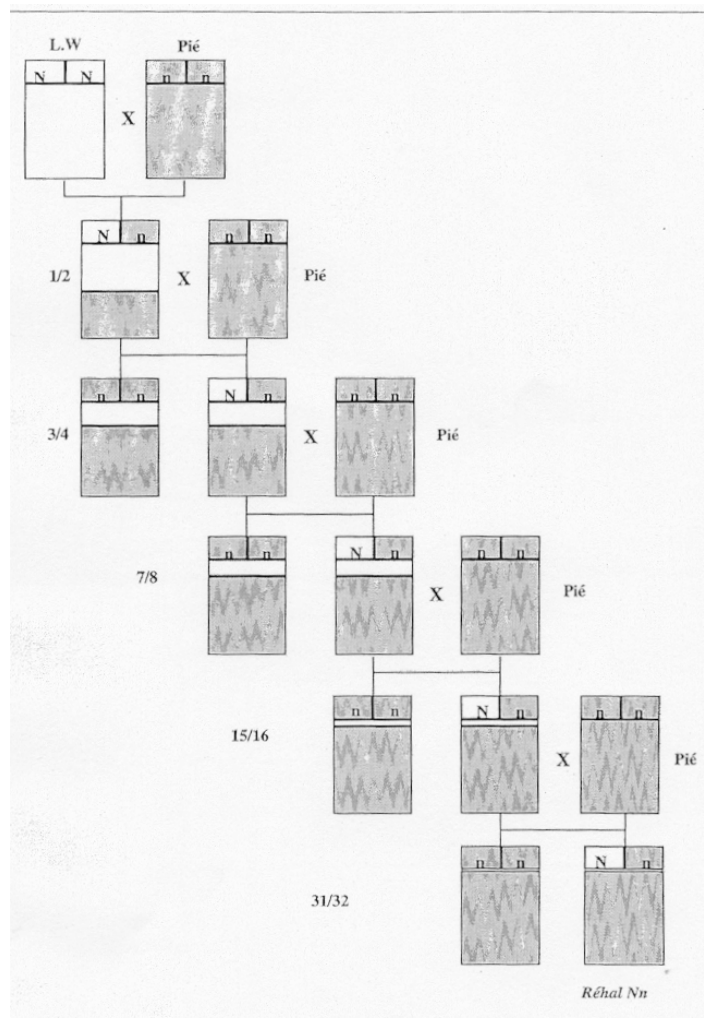 L.W Pié
N N n n
X
N n n n
1/2 X Pié
n n N n n n
3/4 X Pié
n n N n n n
7/8 X Pié
n n N n n n
15/16 X Pié
n n N n
31/32
Réhal Nn